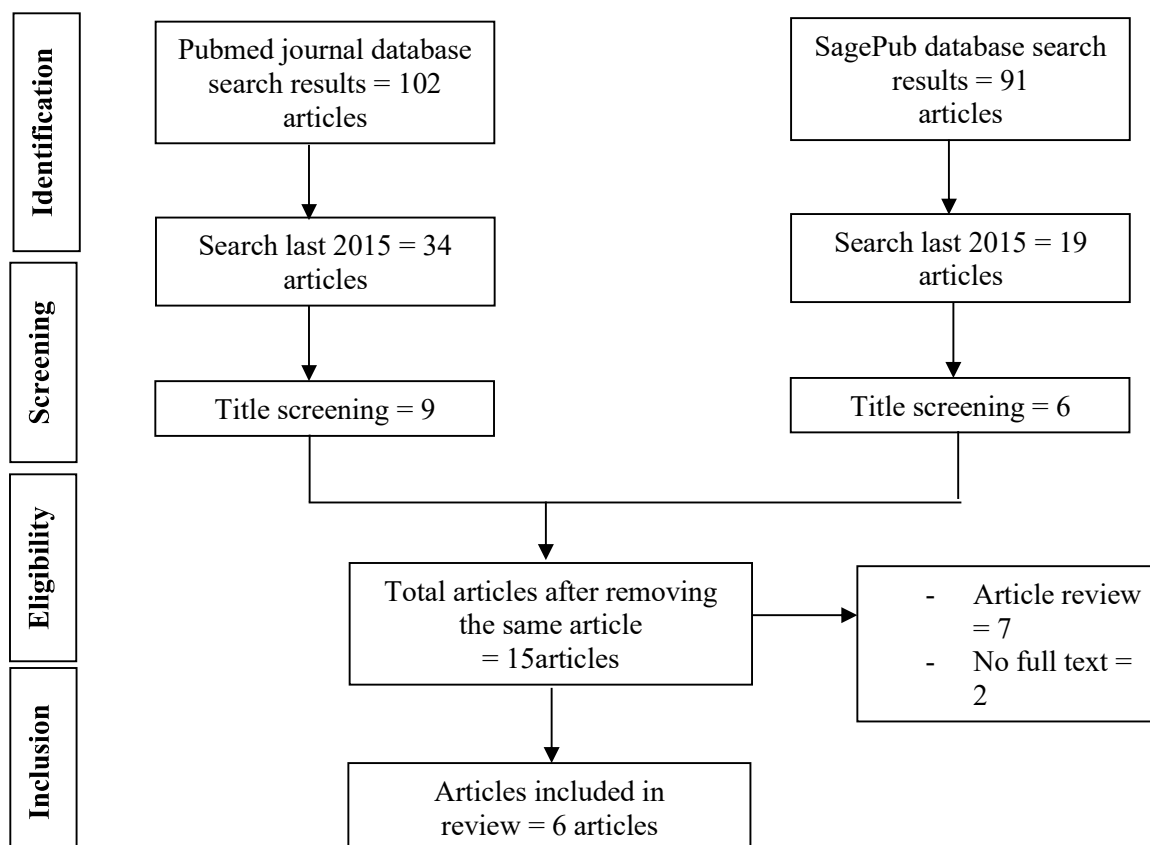 Identification
Pubmed journal database
search results = 102
articles
SagePub database search
results = 91
articles
Search last 2015 = 34
articles
Search last 2015 = 19
articles
Screening
Title screening = 9
Title screening = 6
Eligibility
Total articles after removing
the same article
= 15articles
- Article review
= 7
- No full text =
2
Inclusion
Articles included in
review = 6 articles